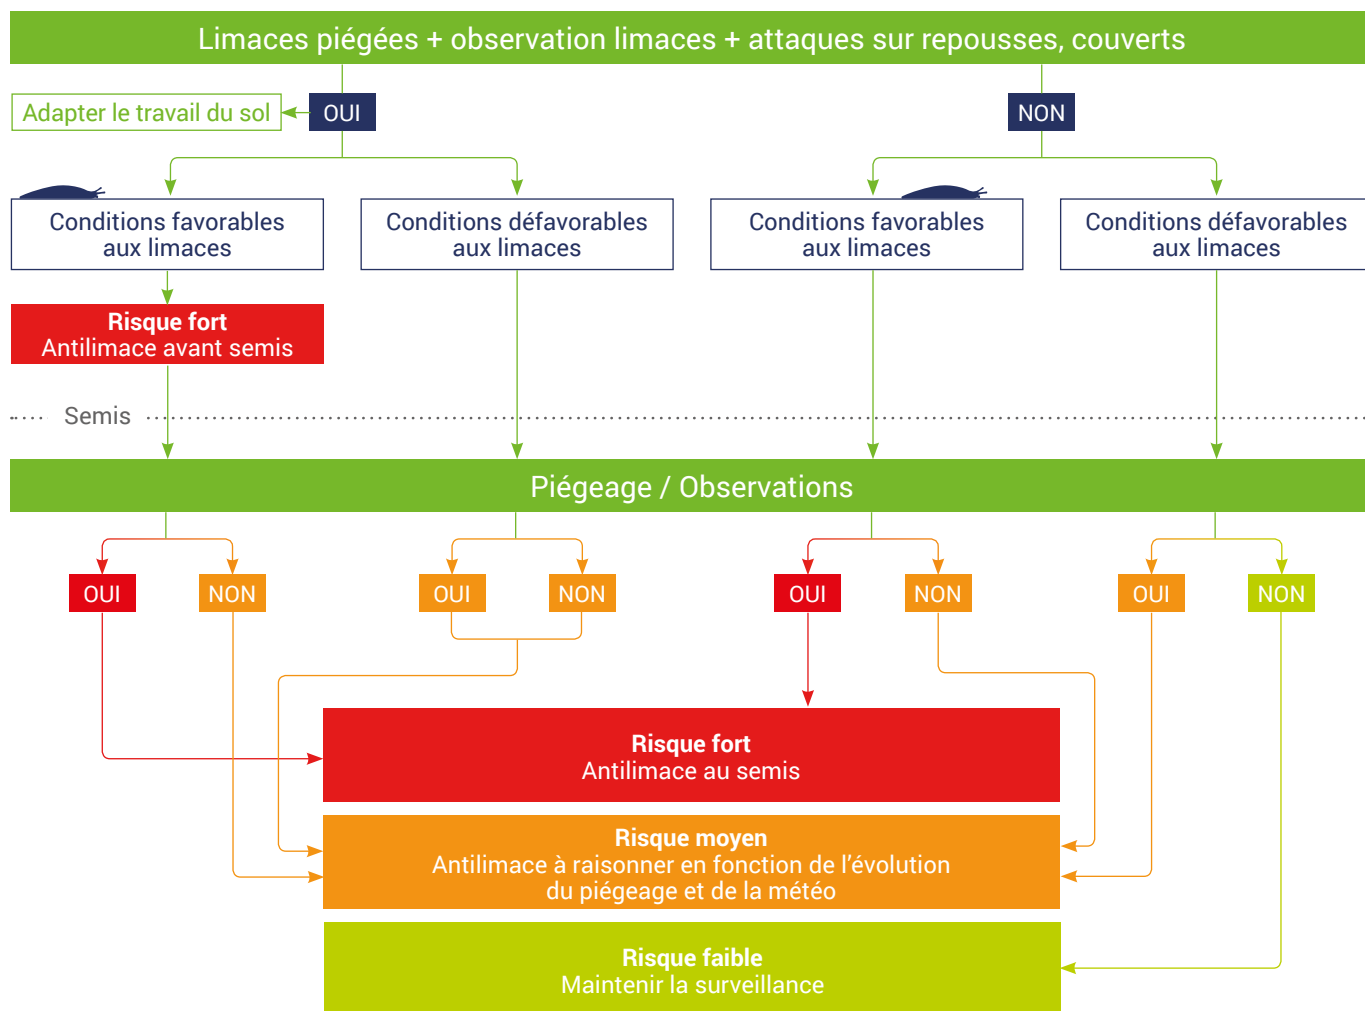 Limaces piégées + observation limaces + attaques sur repousses, couverts
Adapter le travail du sol
OUI
NON
Conditions favorables
aux limaces
Conditions défavorables
aux limaces
Conditions favorables
aux limaces
Conditions défavorables
aux limaces
Risque fort
Antilimace avant semis
Semis
Piégeage / Observations
OUI
NON
OUI
NON
OUI
NON
OUI
NON
Risque fort
Antilimace au semis
Risque moyen
Antilimace à raisonner en fonction de l’évolution
du piégeage et de la météo
Risque faible
Maintenir la surveillance